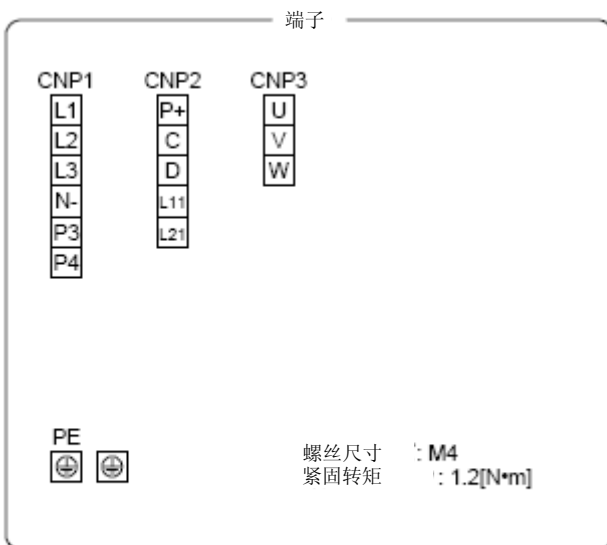 端子
CNP1 CNP2 CNP3
L1 P+ U
L2 C V
L3 D W
N- L11
P3 L21
P4
PE
螺丝尺寸 : M4
紧固转矩 : 1.2[N•m]